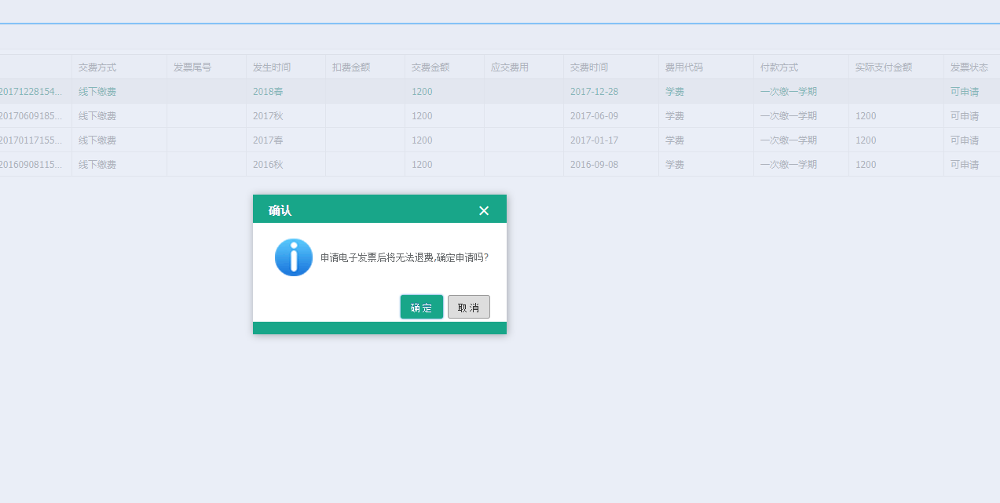 交费方式 发票尾号 发生时间 扣费金额 交费金额 应交费用 交费时间 费用代码 付款方式 实际支付金额 发票状态
20171228154... 线下缴费 2018春 1200 2017-12-28 学费 一次缴一学期 可申请
20170609185... 线下缴费 2017秋 1200 2017-06-09 学费 一次缴一学期 1200 可申请
20170117155... 线下缴费 2017春 1200 2017-01-17 学费 一次缴一学期 1200 可申请
20160908115... 线下缴费 2016秋 1200 2016-09-08 学费 一次缴一学期 1200 可申请
确认
申请电子发票后将无法退费,确定申请吗?
确定 取消